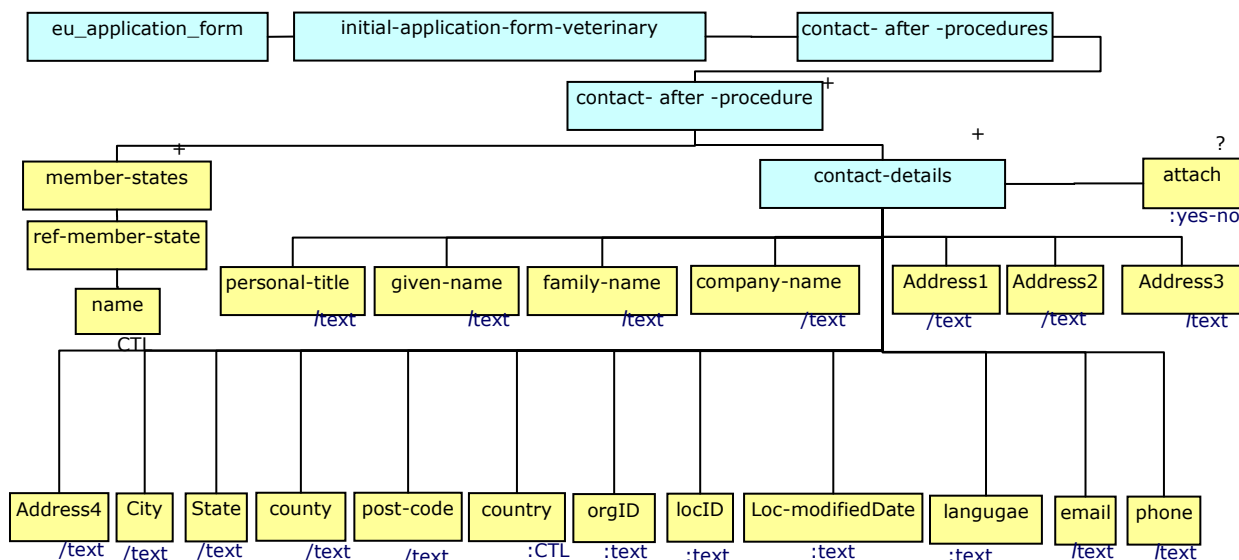 eu_application_form
initial-application-form-veterinary
contact- after -procedures
contact- after -procedure
+
member-states
+
contact-details
+
attach
?
:yes-no
ref-member-state
name
CTL
personal-title
/text
given-name
/text
family-name
/text
company-name
/text
Address1
/text
Address2
/text
Address3
/text
Address4
/text
City
/text
State
/text
county
/text
post-code
/text
country
:CTL
orgID
:text
locID
:text
Loc-modifiedDate
:text
langugae
:text
email
/text
phone
/text